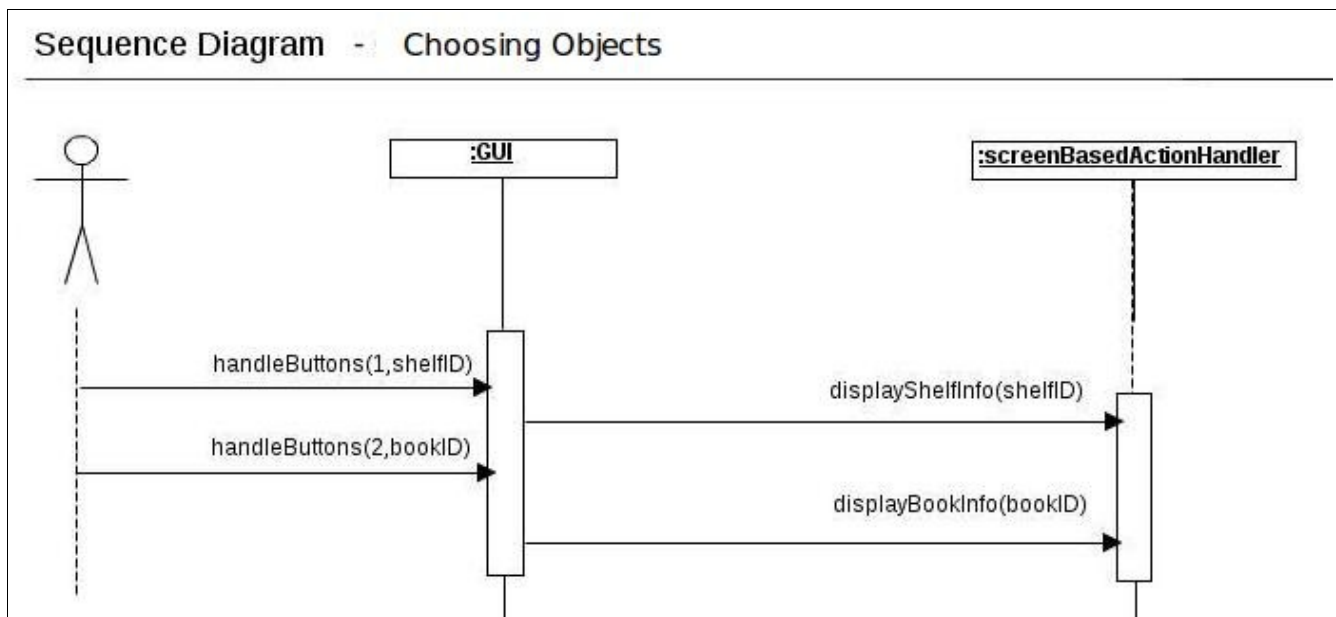 Sequence Diagram - Choosing Objects
:GUI
:screenBasedActionHandler
handleButtons(1,shelfID)
displayShelfInfo(shelfID)
handleButtons(2,bookID)
displayBookInfo(bookID)